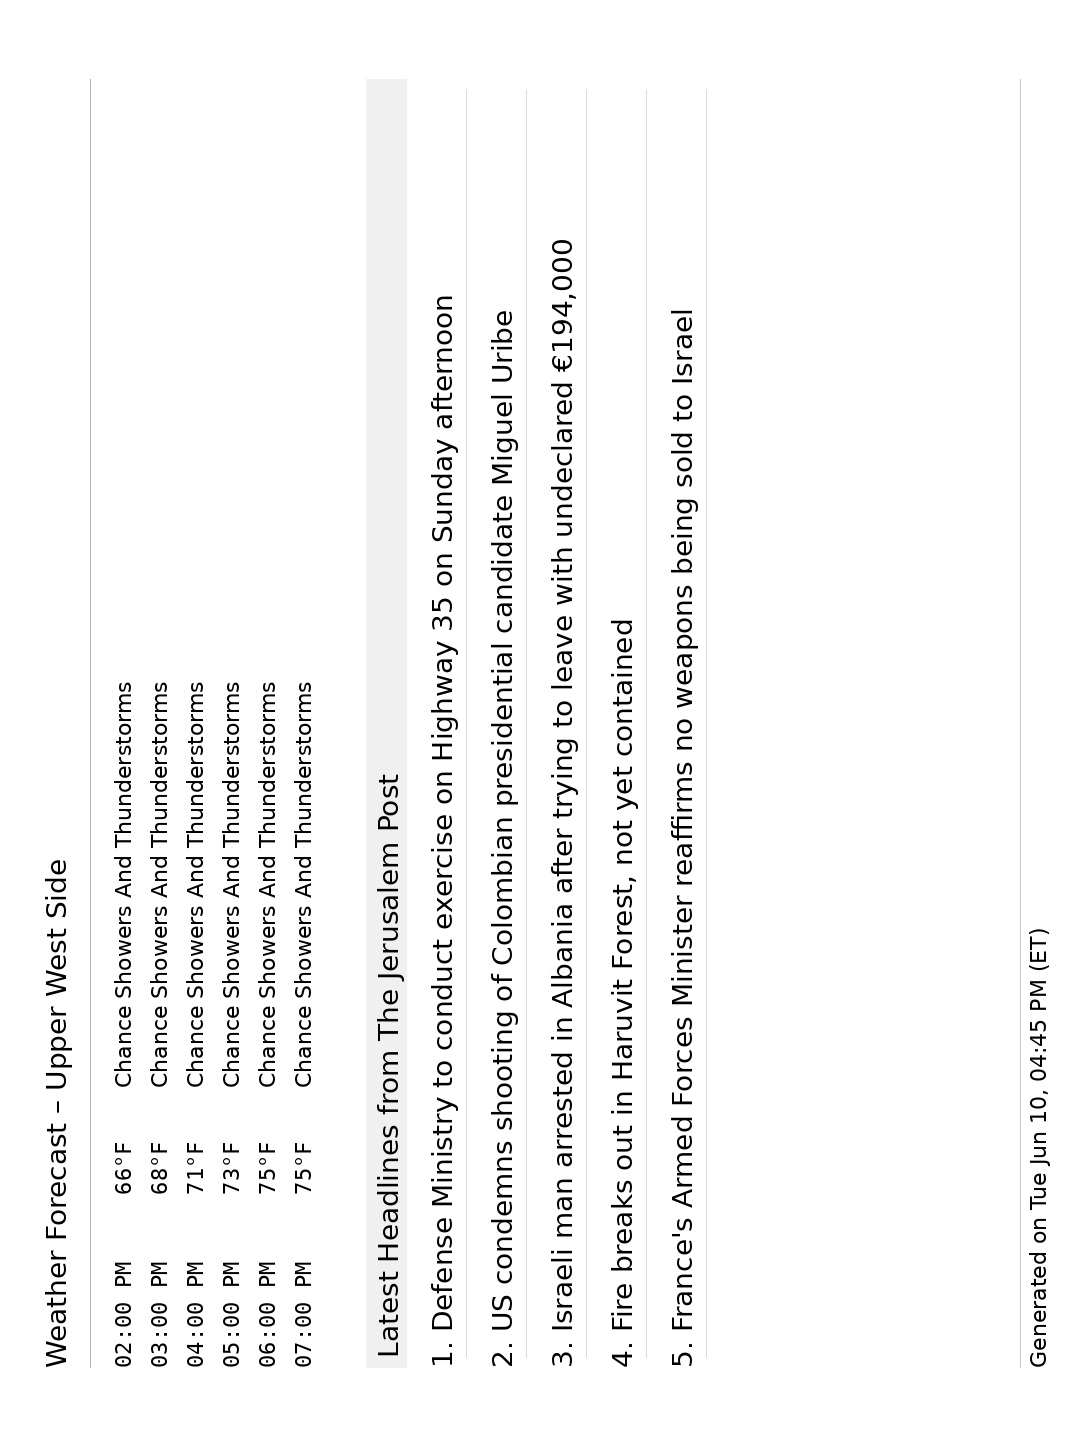 Weather Forecast – Upper West Side
02:00 PM 66°F Chance Showers And Thunderstorms
03:00 PM 68°F Chance Showers And Thunderstorms
04:00 PM 71°F Chance Showers And Thunderstorms
05:00 PM 73°F Chance Showers And Thunderstorms
06:00 PM 75°F Chance Showers And Thunderstorms
07:00 PM 75°F Chance Showers And Thunderstorms
Latest Headlines from The Jerusalem Post
1. Defense Ministry to conduct exercise on Highway 35 on Sunday afternoon
2. US condemns shooting of Colombian presidential candidate Miguel Uribe
3. Israeli man arrested in Albania after trying to leave with undeclared €194,000
4. Fire breaks out in Haruvit Forest, not yet contained
5. France's Armed Forces Minister reaffirms no weapons being sold to Israel
Generated on Tue Jun 10, 04:45 PM (ET)